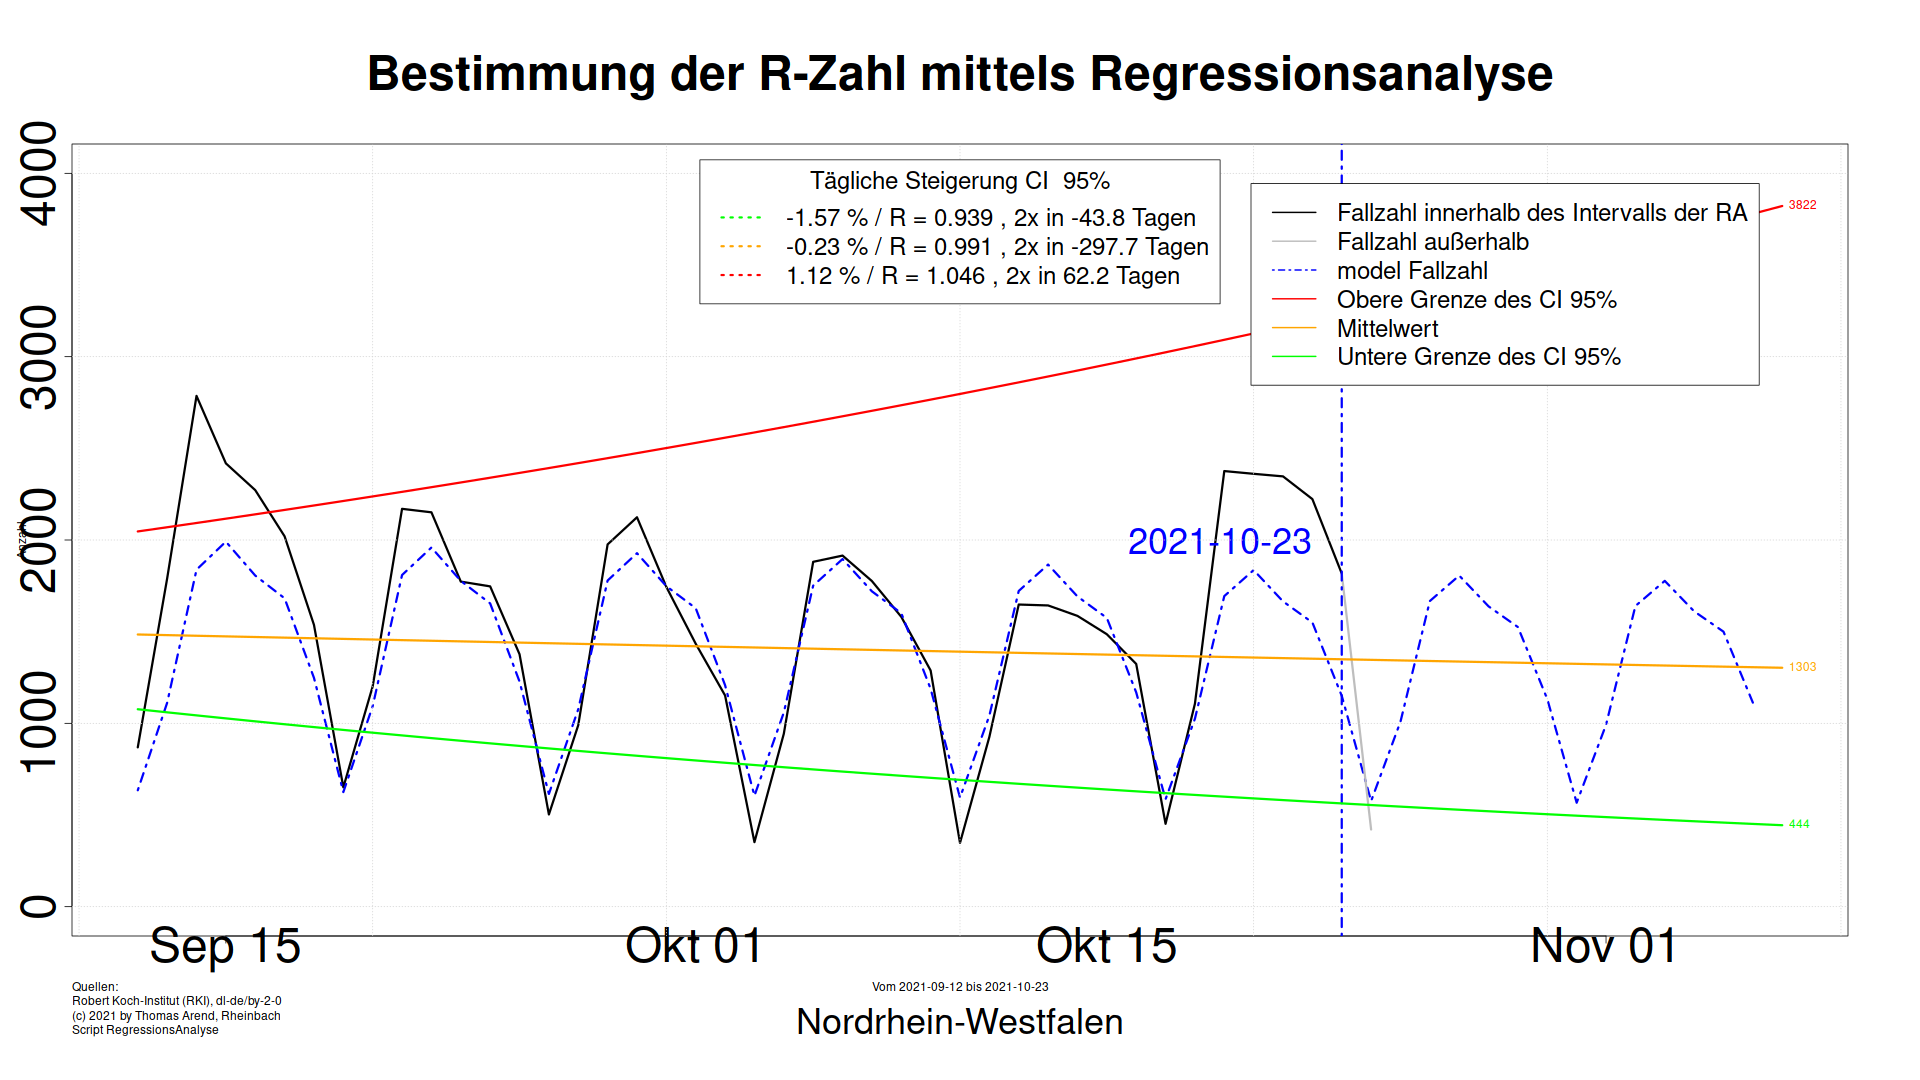 Bestimmung der R-Zahl mittels Regressionsanalyse
Anzahl
4000
3000
2000
1000
0
Tägliche Steigerung CI  95%
-1.57 % / R = 0.939 , 2x in -43.8 Tagen
-0.23 % / R = 0.991 , 2x in -297.7 Tagen
1.12 % / R = 1.046 , 2x in 62.2 Tagen
Fallzahl innerhalb des Intervalls der RA
Fallzahl außerhalb
model Fallzahl
Obere Grenze des CI 95%
Mittelwert
Untere Grenze des CI 95%
3822
2021-10-23
1303
444
Sep 15
Okt 01
Okt 15
Nov 01
Quellen:
Robert Koch-Institut (RKI), dl-de/by-2-0
(c) 2021 by Thomas Arend, Rheinbach
Script RegressionsAnalyse
Vom 2021-09-12 bis 2021-10-23
Nordrhein-Westfalen